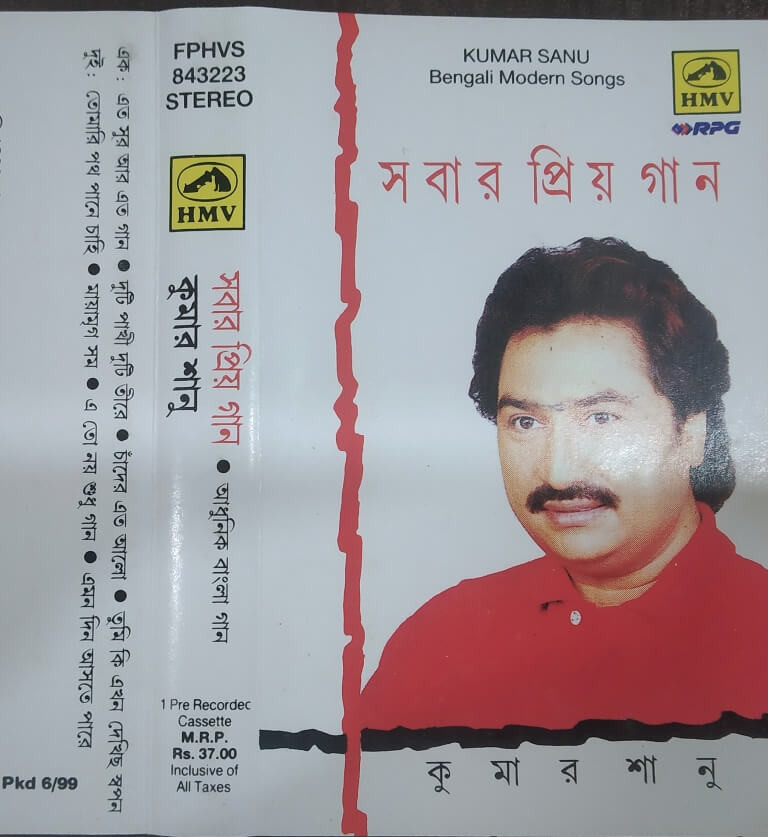 একঃ এত সুর আর এত গান ● দুটি পাখী দুটি তীরে ● চাঁদের এত আলো ● তুমি কি এখন দেখিছ স্বপন
দুইঃ তোমারি পথ পানে চাহি ● মায়ামৃগ সম ● এ তো নয় শুধু গান ● এমন দিন আসতে পারে
Pkd 6/99
FPHVS
843223
STEREO
HMV
সবার প্রিয় গান ● আধুনিক বাংলা গান
কুমার শানু
1 Pre Recorded
Cassette
M.R.P.
Rs. 37.00
Inclusive of
All Taxes
KUMAR SANU
Bengali Modern Songs
HMV
RPG
সবার প্রিয় গান
কুমার শানু